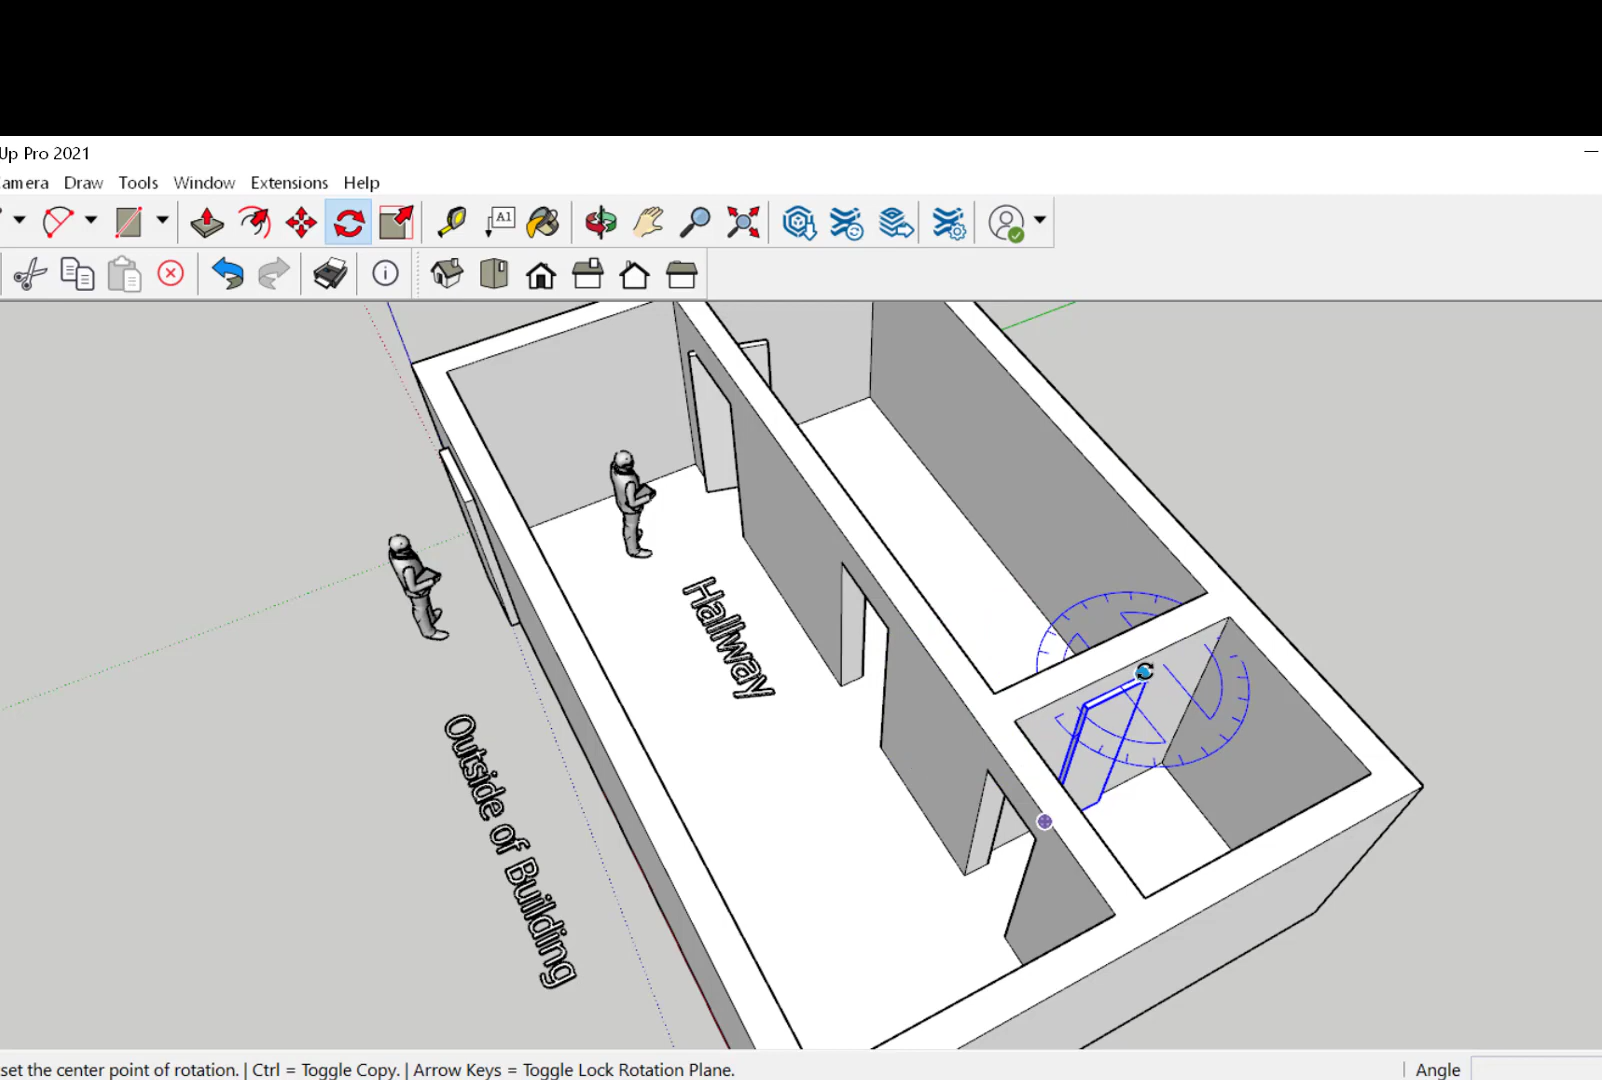 Up Pro 2021
amera Draw Tools Window Extensions Help
A1
Hallway
Outside of Building
set the center point of rotation. | Ctrl = Toggle Copy. | Arrow Keys = Toggle Lock Rotation Plane.
Angle